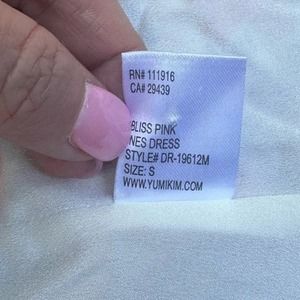 RN# 111916
CA# 29439
BLISS PINK
NES DRESS
STYLE# DR-19612M
SIZE: S
WWW.YUMIKIM.COM